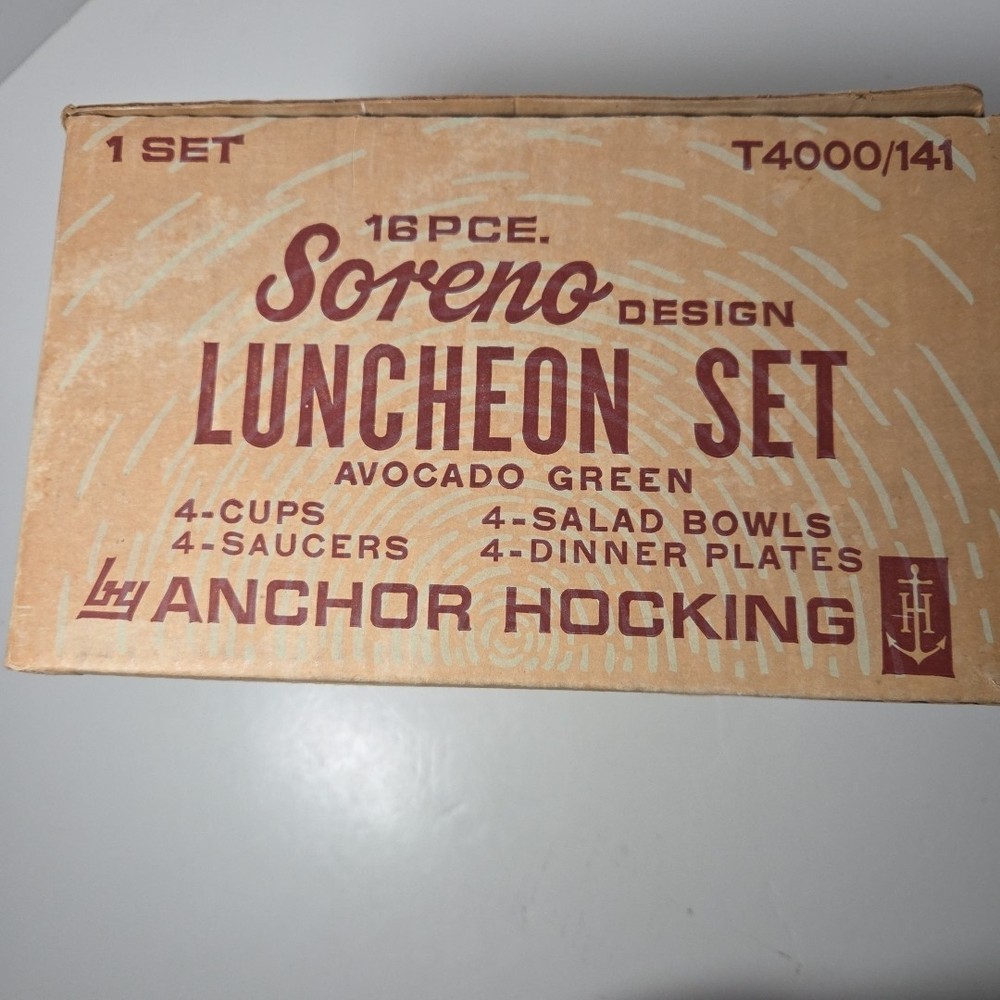 1 SET
T4000/141
16 PCE.
Soreno DESIGN
LUNCHEON SET
AVOCADO GREEN
4-CUPS 4-SALAD BOWLS
4-SAUCERS 4-DINNER PLATES
by ANCHOR HOCKING
H